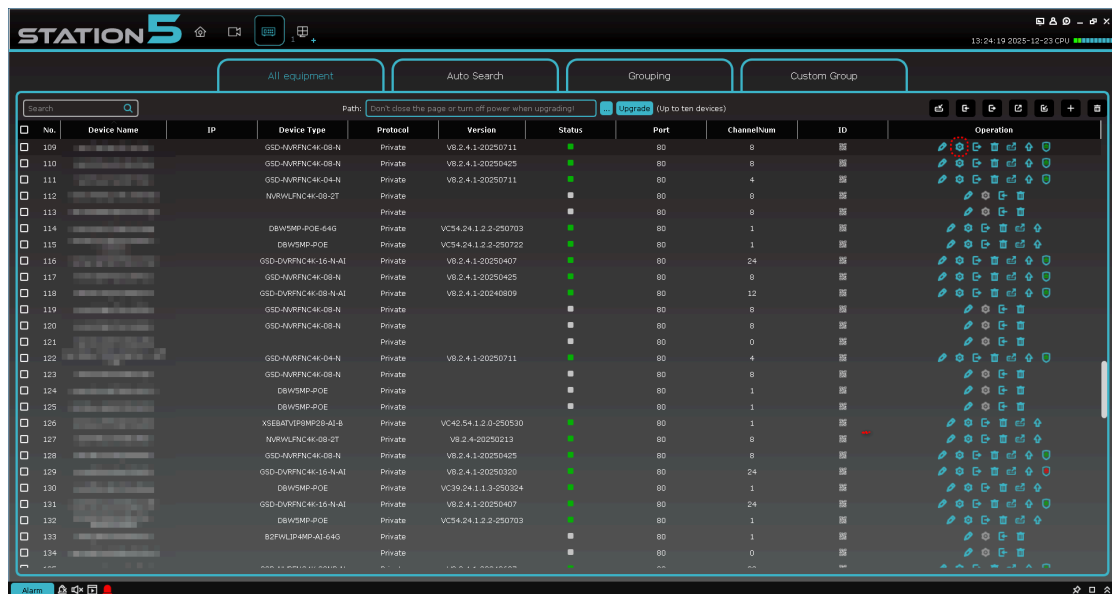 STATION5
1
13:24:19 2025-12-23 CPU
All equipment Auto Search Grouping Custom Group
Search Path: Don't close the page or turn off power when upgrading! ... Upgrade (Up to ten devices)
No. Device Name IP Device Type Protocol Version Status Port ChannelNum ID Operation
109 GSD-NVRFNC4K-08-N Private V8.2.4.1-20250711 80 8
110 GSD-NVRFNC4K-08-N Private V8.2.4.1-20250425 80 8
111 GSD-NVRFNC4K-04-N Private V8.2.4.1-20250711 80 4
112 NVRWLFNC4K-08-2T Private 80 8
113 Private 80 8
114 DBW5MP-POE-64G Private VC54.24.1.2.2-250703 80 1
115 DBW5MP-POE Private VC54.24.1.2.2-250722 80 1
116 GSD-DVRFNC4K-16-N-AI Private V8.2.4.1-20250407 80 24
117 GSD-NVRFNC4K-08-N Private V8.2.4.1-20250425 80 8
118 GSD-DVRFNC4K-08-N-AI Private V8.2.4.1-20240809 80 12
119 GSD-NVRFNC4K-08-N Private 80 8
120 GSD-NVRFNC4K-08-N Private 80 8
121 Private 80 0
122 GSD-NVRFNC4K-04-N Private V8.2.4.1-20250711 80 4
123 GSD-NVRFNC4K-08-N Private 80 8
124 DBW5MP-POE Private 80 1
125 DBW5MP-POE Private 80 1
126 XSEBATVIP8MP28-AI-B Private VC42.54.1.2.0-250530 80 1
127 NVRWLFNC4K-08-2T Private V8.2.4-20250213 80 8
128 GSD-NVRFNC4K-08-N Private V8.2.4.1-20250425 80 8
129 GSD-DVRFNC4K-16-N-AI Private V8.2.4.1-20250320 80 24
130 DBW5MP-POE Private VC39.24.1.1.3-250324 80 1
131 GSD-DVRFNC4K-16-N-AI Private V8.2.4.1-20250407 80 24
132 DBW5MP-POE Private VC54.24.1.2.2-250703 80 1
133 B2FWLIP4MP-AI-64G Private 80 1
134 Private 80 0
Alarm